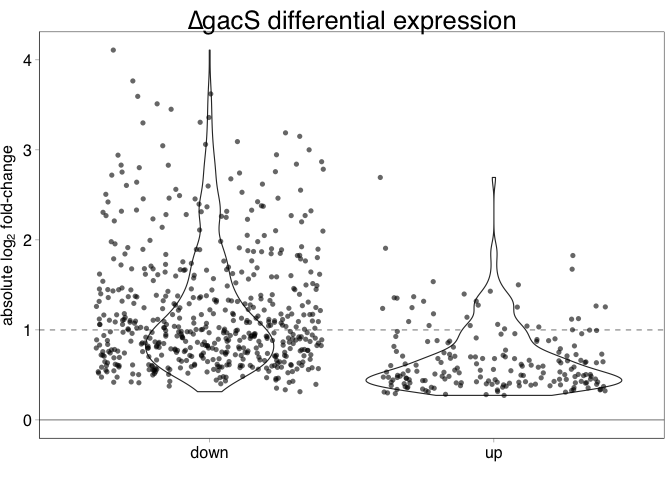 ΔgacS differential expression
absolute log₂ fold-change
4
3
2
1
0
down
up